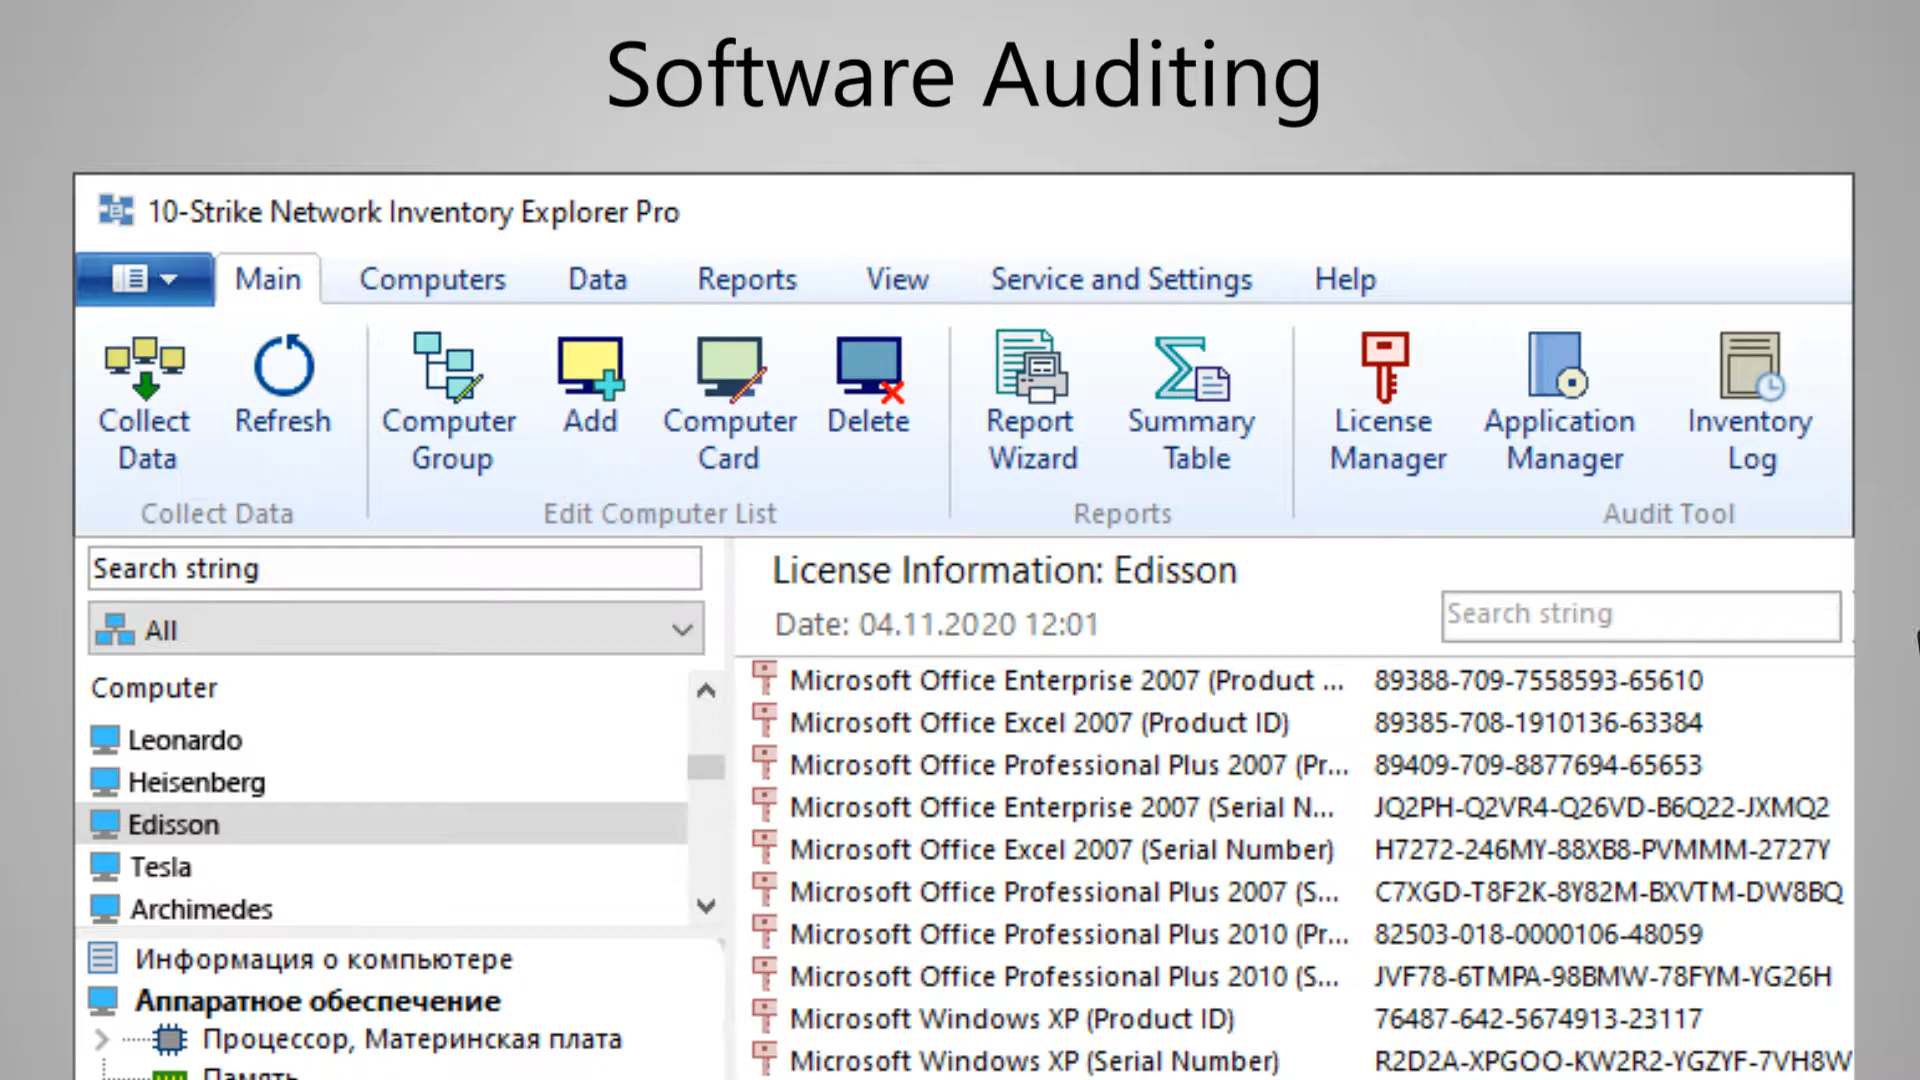 Software Auditing
10-Strike Network Inventory Explorer Pro
Main Computers Data Reports View Service and Settings Help
Collect Data
Refresh
Computer Group
Add
Computer Card
Delete
Report Wizard
Summary Table
License Manager
Application Manager
Inventory Log
Collect Data
Edit Computer List
Reports
Audit Tool
Search string
All
Computer
Leonardo
Heisenberg
Edisson
Tesla
Archimedes
Информация о компьютере
Аппаратное обеспечение
Процессор, Материнская плата
Память
License Information: Edisson
Date: 04.11.2020 12:01
Search string
Microsoft Office Enterprise 2007 (Product ... 89388-709-7558593-65610
Microsoft Office Excel 2007 (Product ID) 89385-708-1910136-63384
Microsoft Office Professional Plus 2007 (Pr... 89409-709-8877694-65653
Microsoft Office Enterprise 2007 (Serial N... JQ2PH-Q2VR4-Q26VD-B6Q22-JXMQ2
Microsoft Office Excel 2007 (Serial Number) H7272-246MY-88XB8-PVMMM-2727Y
Microsoft Office Professional Plus 2007 (S... C7XGD-T8F2K-8Y82M-BXVTM-DW8BQ
Microsoft Office Professional Plus 2010 (Pr... 82503-018-0000106-48059
Microsoft Office Professional Plus 2010 (S... JVF78-6TMPA-98BMW-78FYM-YG26H
Microsoft Windows XP (Product ID) 76487-642-5674913-23117
Microsoft Windows XP (Serial Number) R2D2A-XPGOO-KW2R2-YGZYF-7VH8W